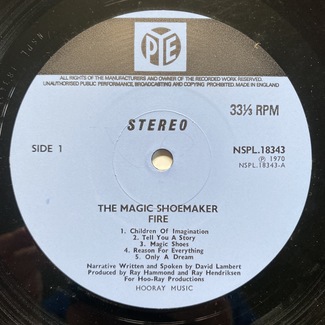 PYE
ALL RIGHTS OF THE MANUFACTURERS AND OWNER OF THE RECORDED WORK RESERVED.
UNAUTHORISED PUBLIC PERFORMANCE, BROADCASTING AND COPYING PROHIBITED. MADE IN ENGLAND
33⅓ RPM
STEREO
SIDE 1
NSPL.18343
Ⓟ 1970
NSPL.18343-A
THE MAGIC SHOEMAKER
FIRE
1. Children Of Imagination
2. Tell You A Story
3. Magic Shoes
4. Reason For Everything
5. Only A Dream
Narrative Written and Spoken by David Lambert
Produced by Ray Hammond and Ray Hendriksen
For Hoo-Ray Productions
HOORAY MUSIC